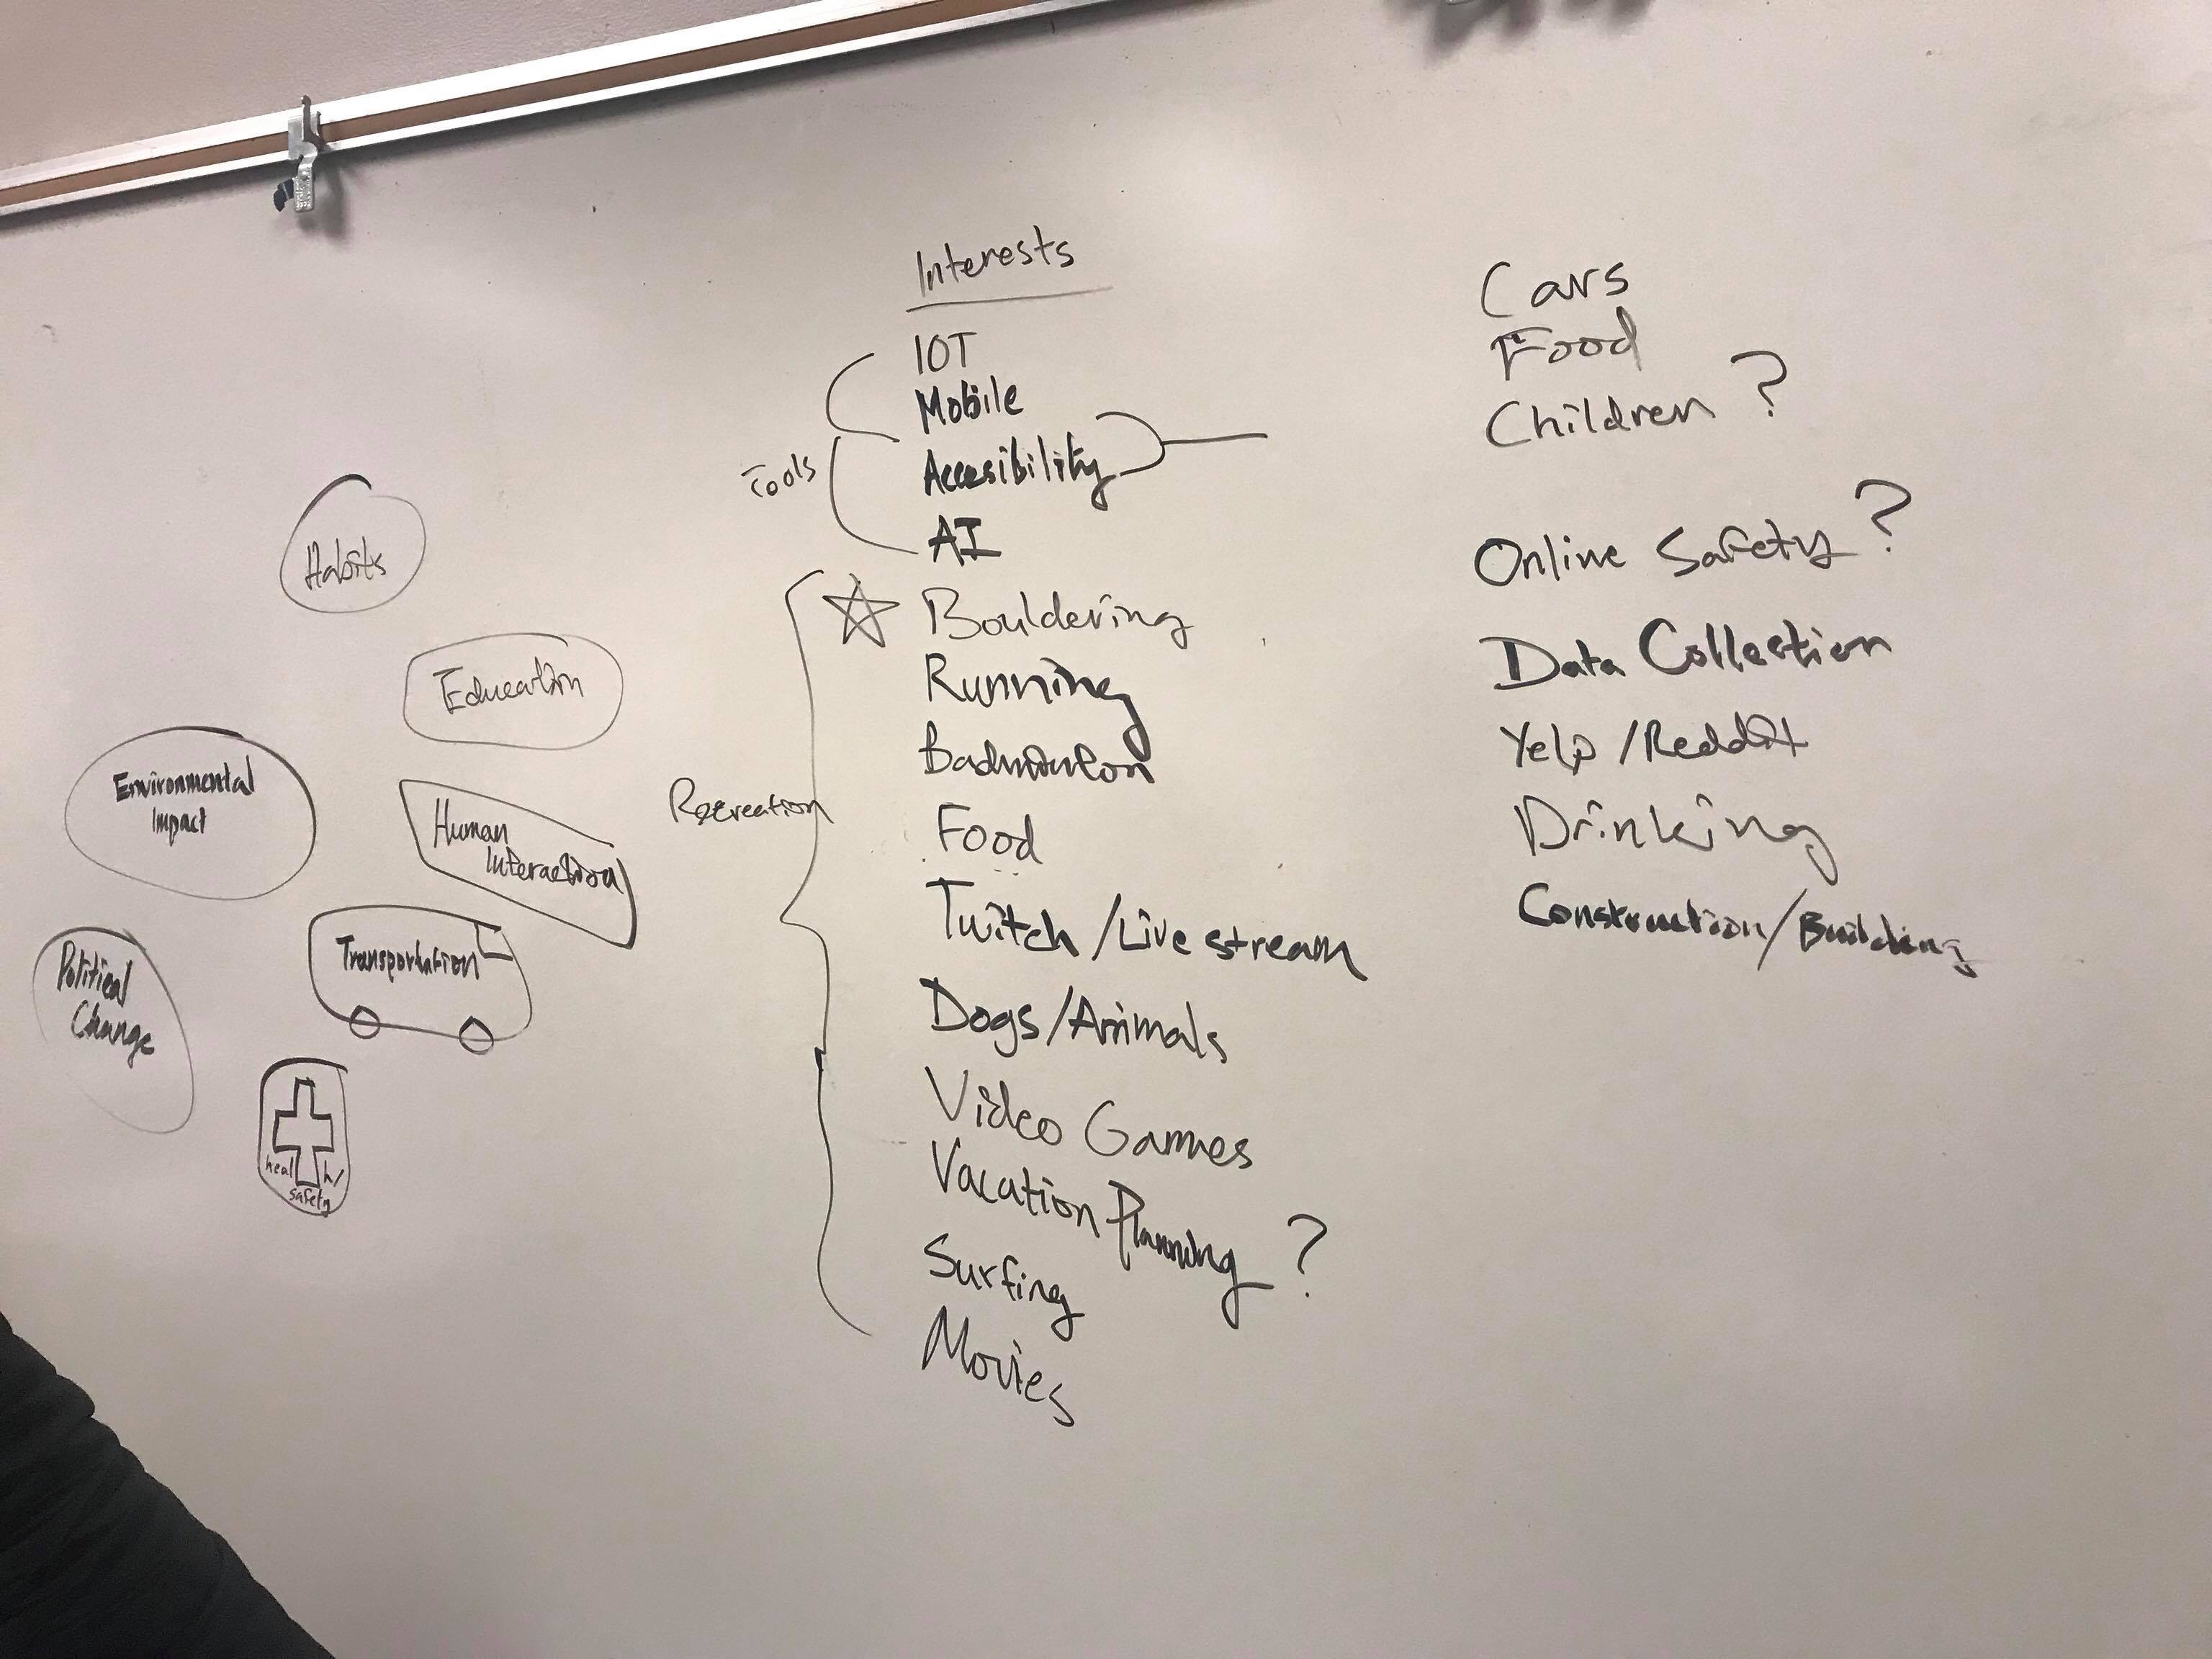 Habits
Education
Environmental
Impact
Human
Interaction
Transportation
Political
Change
health/
safety
Interests
Tools
IOT
Mobile
Accesibility
AI
Recreation
Bouldering
Running
Badminton
Food
Twitch/Live stream
Dogs/Animals
Video Games
Vacation Planning ?
Surfing
Movies
Cars
Food
Children ?
Online Safety ?
Data Collection
Yelp/Reddit
Drinking
Construction/Building